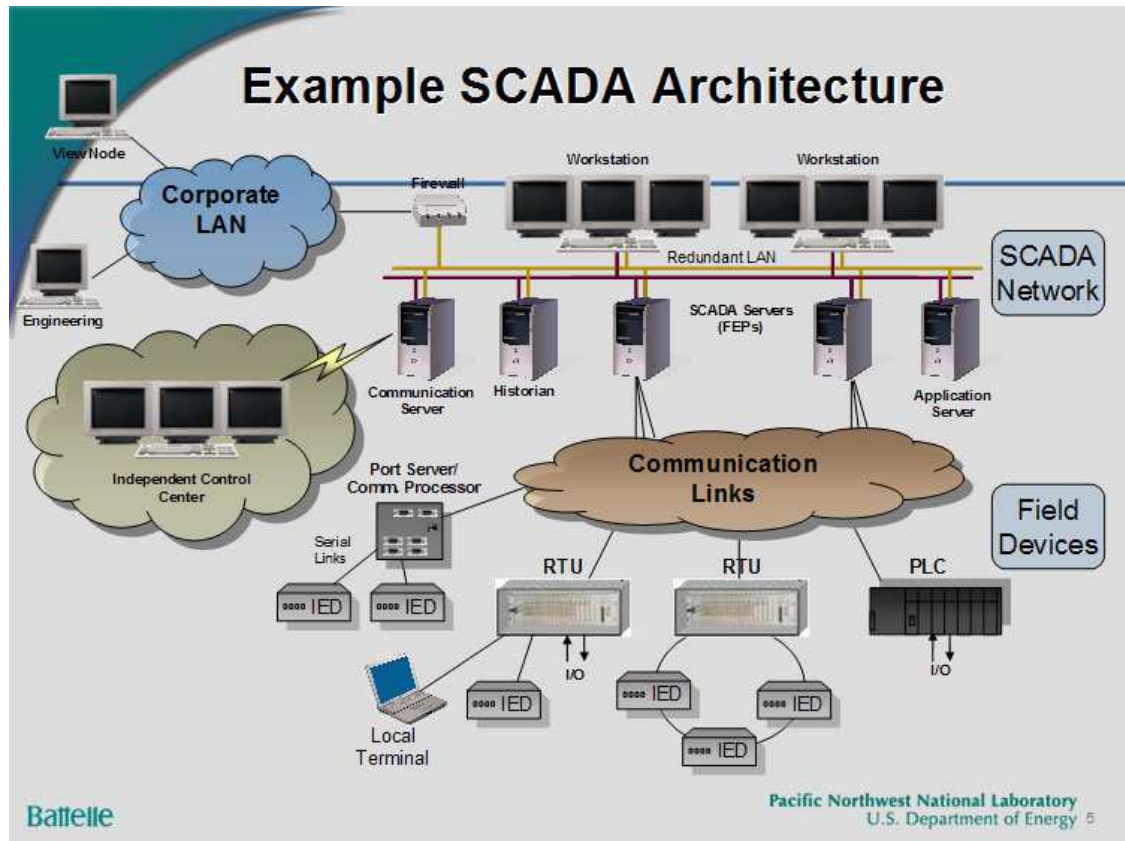 Example SCADA Architecture
View Node
Corporate
LAN
Firewall
Workstation
Workstation
Engineering
Redundant LAN
SCADA
Network
SCADA Servers
(FEPs)
Communication
Server
Historian
Application
Server
Independent Control
Center
Port Server/
Comm. Processor
Communication
Links
Serial
Links
Field
Devices
RTU
RTU
PLC
IED
IED
I/O
I/O
IED
IED
IED
IED
Local
Terminal
Battelle
Pacific Northwest National Laboratory
U.S. Department of Energy 5